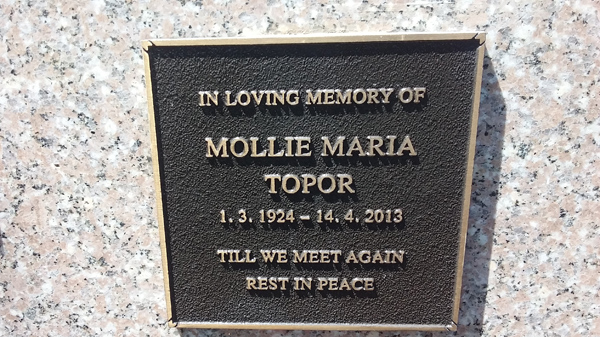 IN LOVING MEMORY OF
MOLLIE MARIA
TOPOR
1. 3. 1924 – 14. 4. 2013
TILL WE MEET AGAIN
REST IN PEACE